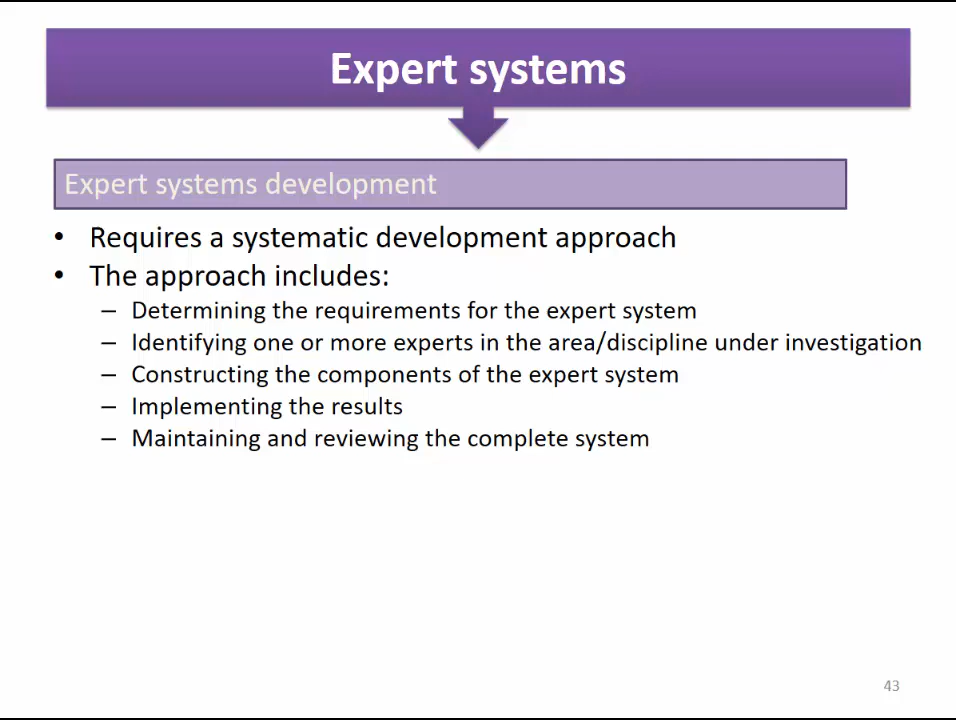 Expert systems
Expert systems development
• Requires a systematic development approach
• The approach includes:
– Determining the requirements for the expert system
– Identifying one or more experts in the area/discipline under investigation
– Constructing the components of the expert system
– Implementing the results
– Maintaining and reviewing the complete system
43